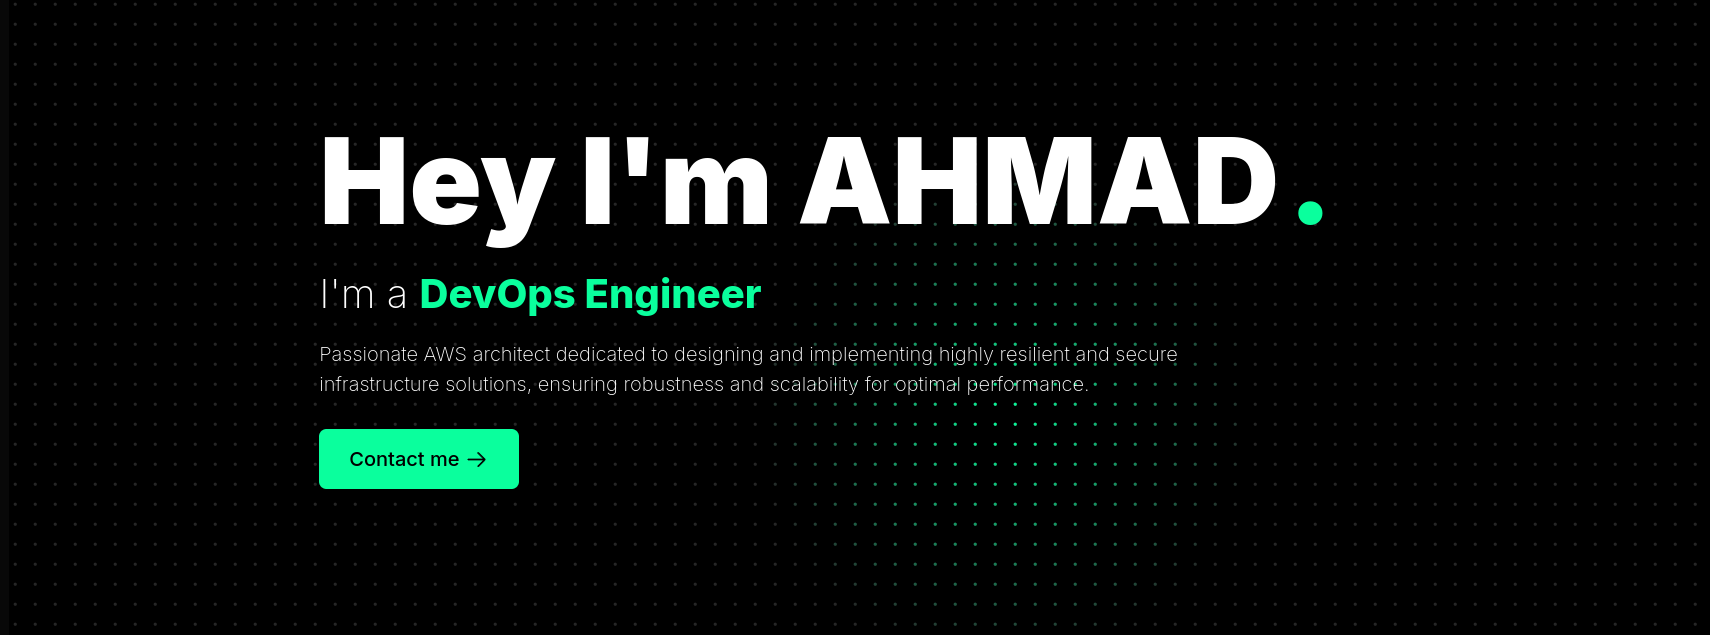 Hey I'm AHMAD.
I'm a DevOps Engineer
Passionate AWS architect dedicated to designing and implementing highly resilient and secure
infrastructure solutions, ensuring robustness and scalability for optimal performance.
Contact me →